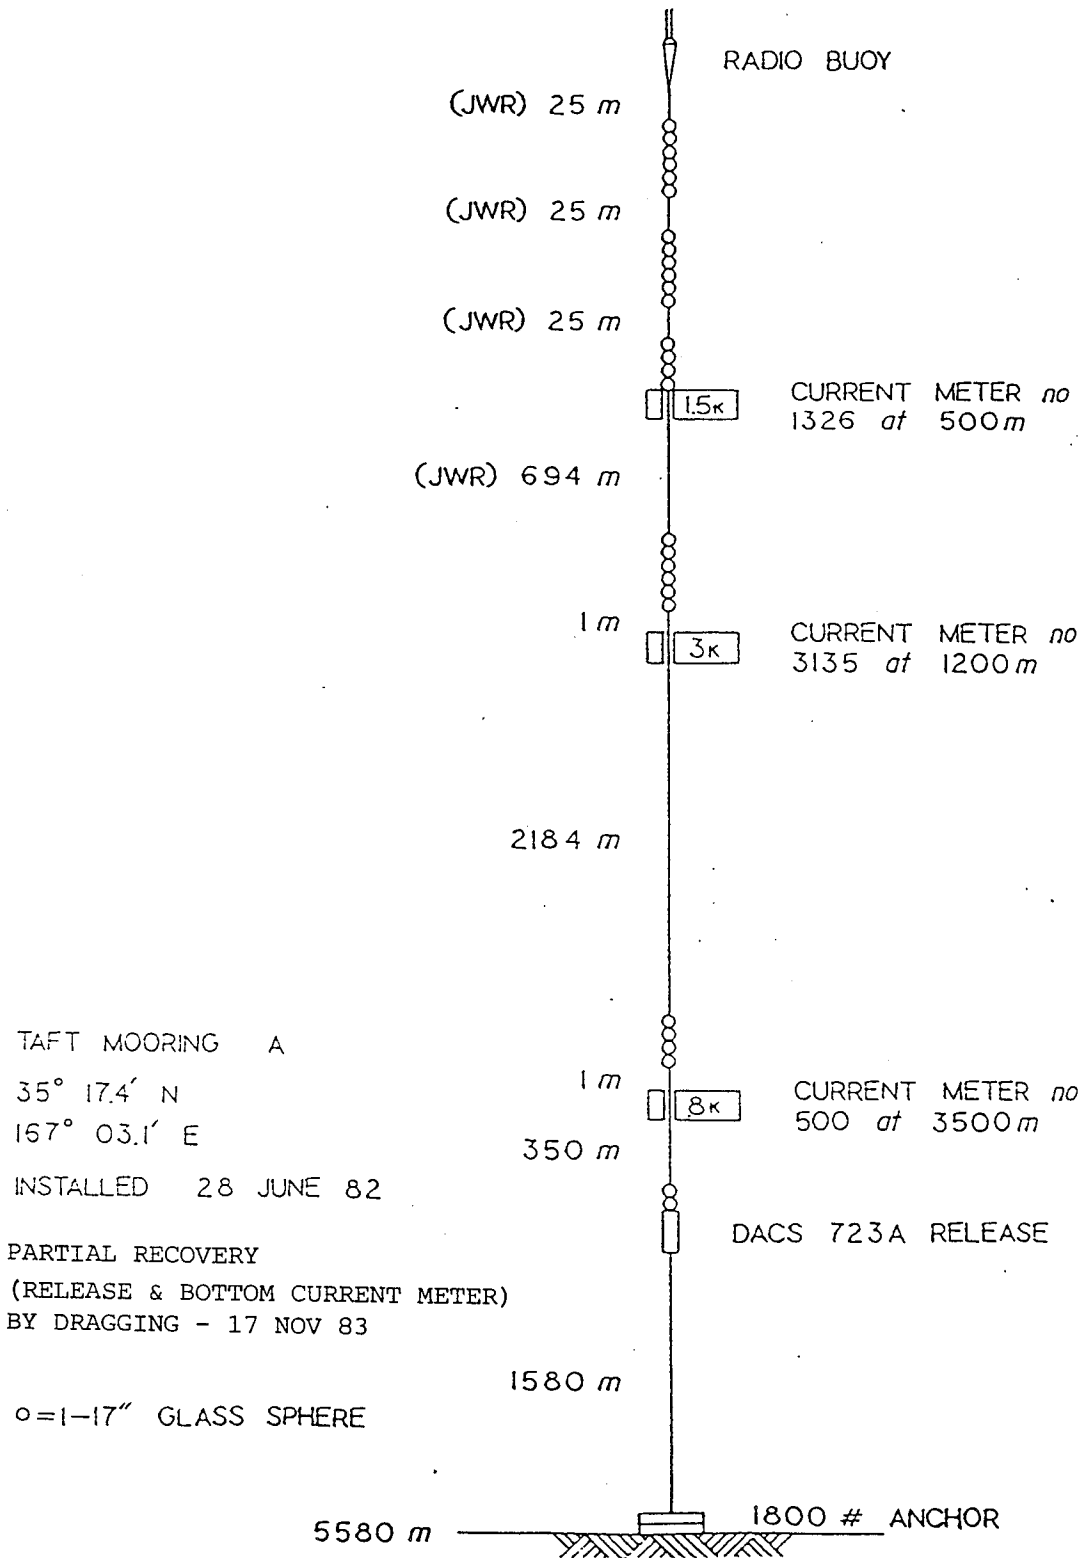 RADIO BUOY
(JWR) 25 m
(JWR) 25 m
(JWR) 25 m
1.5K
CURRENT METER no
1326 at 500m
(JWR) 694 m
1 m
3K
CURRENT METER no
3135 at 1200m
2184 m
TAFT MOORING A
35° 17.4′ N
167° 03.1′ E
INSTALLED 28 JUNE 82
1 m
.8K
CURRENT METER no
500 at 3500m
350 m
DACS 723A RELEASE
PARTIAL RECOVERY
(RELEASE & BOTTOM CURRENT METER)
BY DRAGGING - 17 NOV 83
1580 m
o=1-17" GLASS SPHERE
5580 m
1800 # ANCHOR